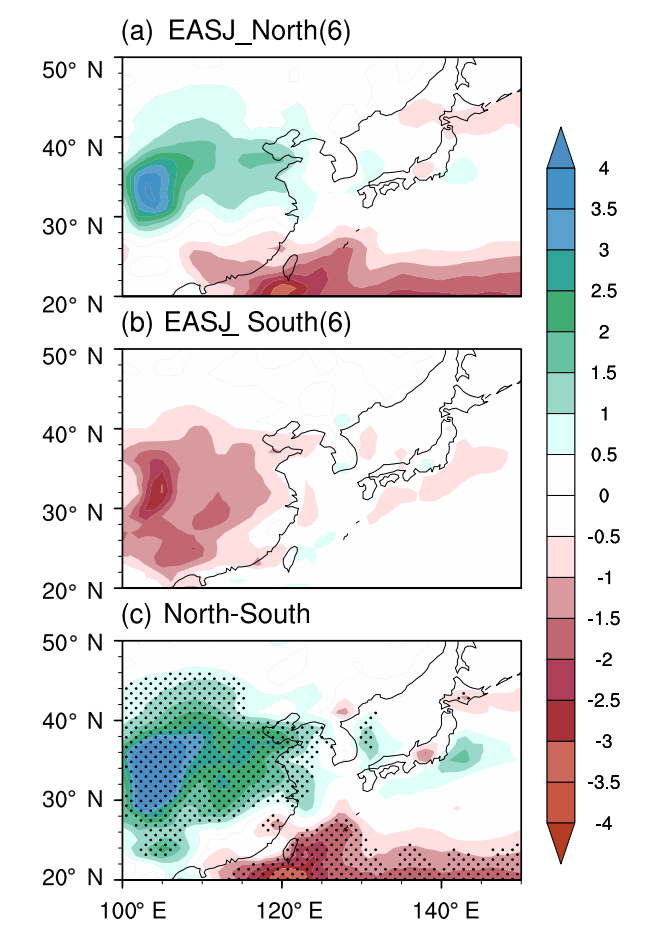 (a) EASJ_North(6)
50° N
40° N
30° N
20° N
(b) EASJ_ South(6)
50° N
40° N
30° N
20° N
(c) North-South
50° N
40° N
30° N
20° N
100° E 120° E 140° E
4
3.5
3
2.5
2
1.5
1
0.5
0
-0.5
-1
-1.5
-2
-2.5
-3
-3.5
-4